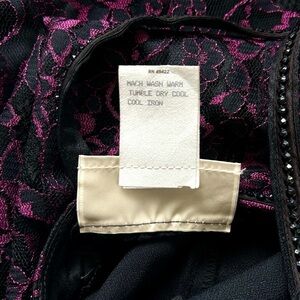 RN 49422
MACH WASH WARM
TUMBLE DRY COOL
COOL IRON